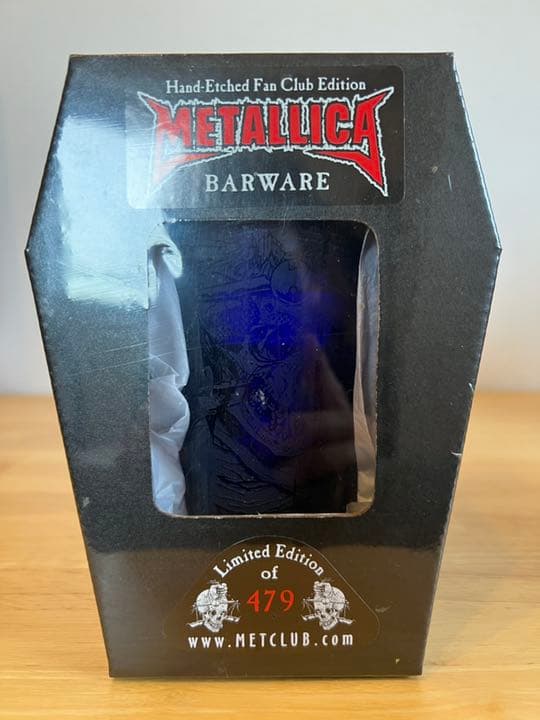 Hand-Etched Fan Club Edition
METALLICA
BARWARE
Limited Edition
of
479
www.METCLUB.com